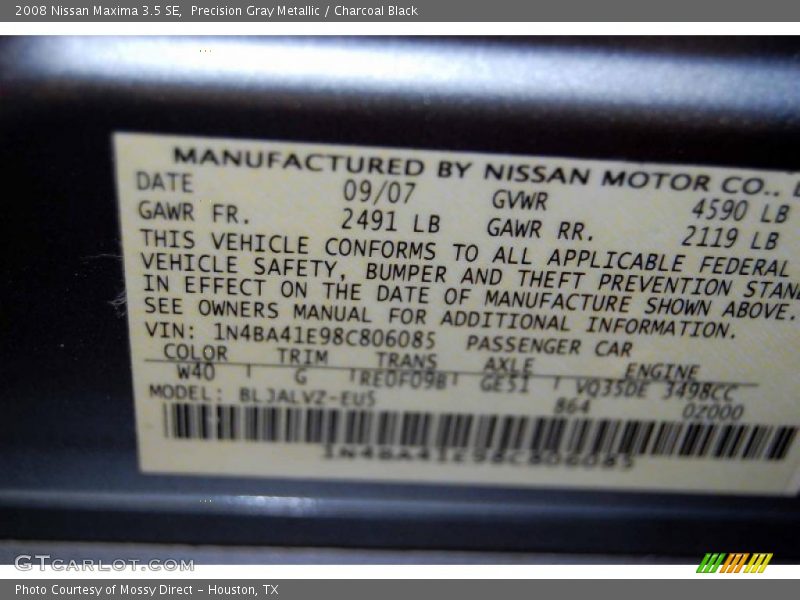 2008 Nissan Maxima 3.5 SE, Precision Gray Metallic / Charcoal Black
MANUFACTURED BY NISSAN MOTOR CO.,
DATE 09/07 GVWR 4590 LB
GAWR FR. 2491 LB GAWR RR. 2119 LB
THIS VEHICLE CONFORMS TO ALL APPLICABLE FEDERAL
VEHICLE SAFETY, BUMPER AND THEFT PREVENTION STAN
IN EFFECT ON THE DATE OF MANUFACTURE SHOWN ABOVE.
SEE OWNERS MANUAL FOR ADDITIONAL INFORMATION.
VIN: 1N4BA41E98C806085 PASSENGER CAR
COLOR TRIM TRANS AXLE ENGINE
W40 G RE0F09B GE51 VQ35DE 3498CC
MODEL: BLJALVZ-EUS 864 0Z000
1N4BA41E98C806085
GTCARLOT.COM
Photo Courtesy of Mossy Direct - Houston, TX